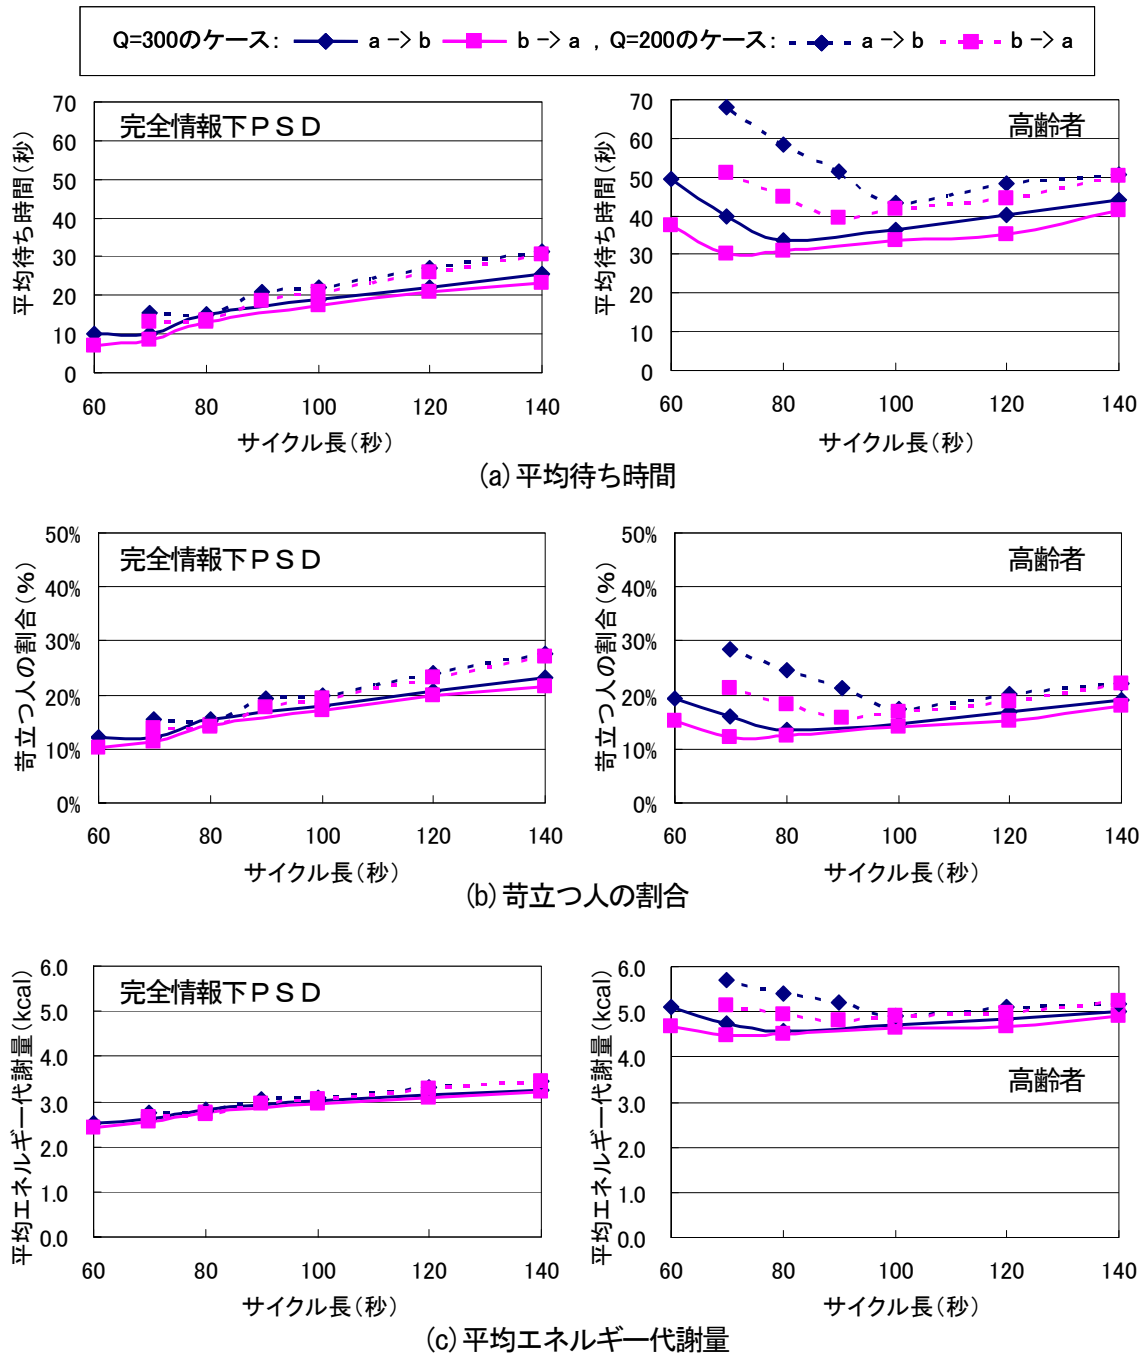 Q=300のケース: a -> b b -> a , Q=200のケース: a -> b b -> a
平均待ち時間(秒)
70
60
50
40
30
20
10
0
完全情報下PSD
60 80 100 120 140
サイクル長(秒)
平均待ち時間(秒)
70
60
50
40
30
20
10
0
高齢者
60 80 100 120 140
サイクル長(秒)
(a)平均待ち時間
苛立つ人の割合(%)
50%
40%
30%
20%
10%
0%
完全情報下PSD
60 80 100 120 140
サイクル長(秒)
苛立つ人の割合(%)
50%
40%
30%
20%
10%
0%
高齢者
60 80 100 120 140
サイクル長(秒)
(b)苛立つ人の割合
平均エネルギー代謝量(kcal)
6.0
5.0
4.0
3.0
2.0
1.0
0.0
完全情報下PSD
60 80 100 120 140
サイクル長(秒)
平均エネルギー代謝量(kcal)
6.0
5.0
4.0
3.0
2.0
1.0
0.0
高齢者
60 80 100 120 140
サイクル長(秒)
(c)平均エネルギー代謝量